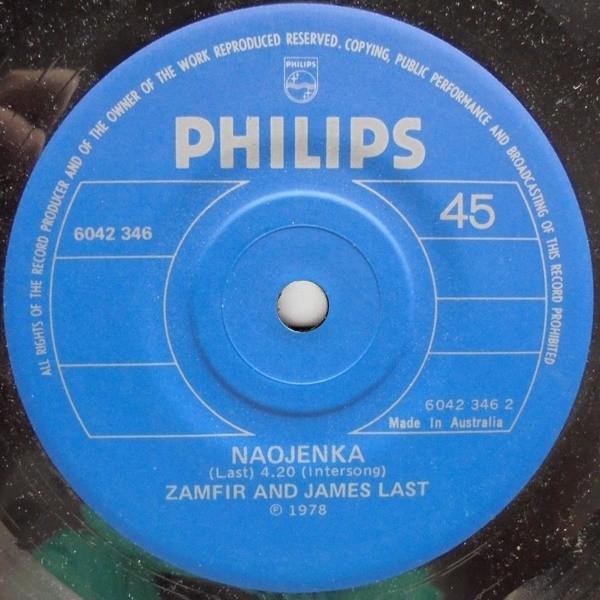 ALL RIGHTS OF THE RECORD PRODUCER AND OF THE OWNER OF THE WORK REPRODUCED RESERVED. COPYING, PUBLIC PERFORMANCE AND BROADCASTING OF THIS RECORD PROHIBITED
PHILIPS
PHILIPS
6042 346
45
6042 346 2
Made In Australia
NAOJENKA
(Last) 4.20 (Intersong)
ZAMFIR AND JAMES LAST
℗ 1978